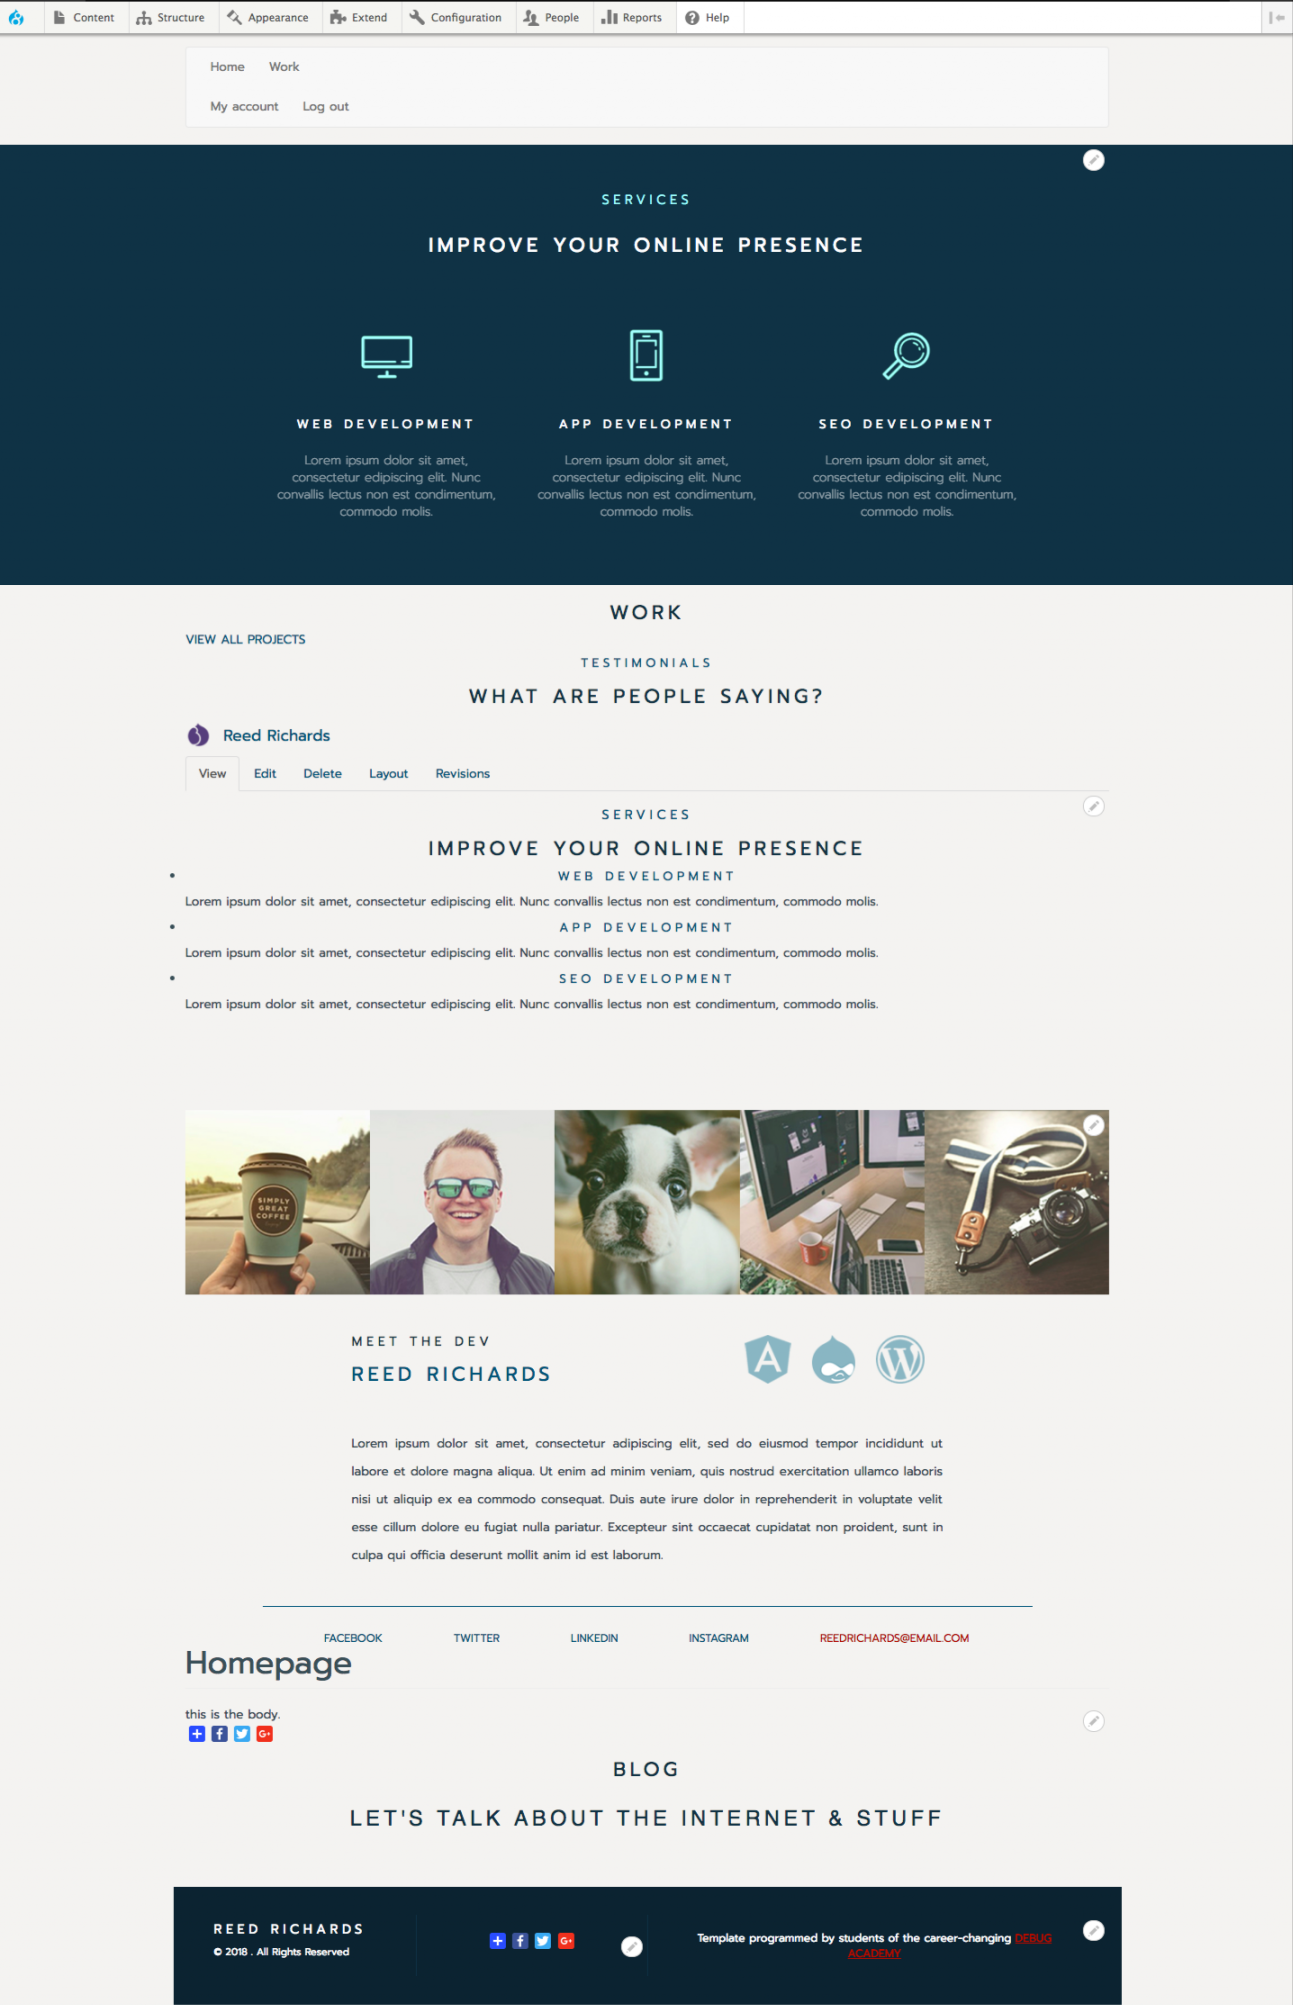 Content Structure Appearance Extend Configuration People Reports Help
Home Work
My account Log out
SERVICES
IMPROVE YOUR ONLINE PRESENCE
WEB DEVELOPMENT
Lorem ipsum dolor sit amet,
consectetur edipiscing elit. Nunc
convallis lectus non est condimentum,
commodo molis.
APP DEVELOPMENT
Lorem ipsum dolor sit amet,
consectetur edipiscing elit. Nunc
convallis lectus non est condimentum,
commodo molis.
SEO DEVELOPMENT
Lorem ipsum dolor sit amet,
consectetur edipiscing elit. Nunc
convallis lectus non est condimentum,
commodo molis.
WORK
VIEW ALL PROJECTS
TESTIMONIALS
WHAT ARE PEOPLE SAYING?
Reed Richards
View Edit Delete Layout Revisions
SERVICES
IMPROVE YOUR ONLINE PRESENCE
WEB DEVELOPMENT
Lorem ipsum dolor sit amet, consectetur edipiscing elit. Nunc convallis lectus non est condimentum, commodo molis.
APP DEVELOPMENT
Lorem ipsum dolor sit amet, consectetur edipiscing elit. Nunc convallis lectus non est condimentum, commodo molis.
SEO DEVELOPMENT
Lorem ipsum dolor sit amet, consectetur edipiscing elit. Nunc convallis lectus non est condimentum, commodo molis.
SIMPLY
GREAT
COFFEE
MEET THE DEV
REED RICHARDS
Lorem ipsum dolor sit amet, consectetur adipiscing elit, sed do eiusmod tempor incididunt ut
labore et dolore magna aliqua. Ut enim ad minim veniam, quis nostrud exercitation ullamco laboris
nisi ut aliquip ex ea commodo consequat. Duis aute irure dolor in reprehenderit in voluptate velit
esse cillum dolore eu fugiat nulla pariatur. Excepteur sint occaecat cupidatat non proident, sunt in
culpa qui officia deserunt mollit anim id est laborum.
FACEBOOK TWITTER LINKEDIN INSTAGRAM REEDRICHARDS@EMAIL.COM
Homepage
this is the body.
BLOG
LET'S TALK ABOUT THE INTERNET & STUFF
REED RICHARDS
© 2018 . All Rights Reserved
Template programmed by students of the career-changing DEBUG
ACADEMY